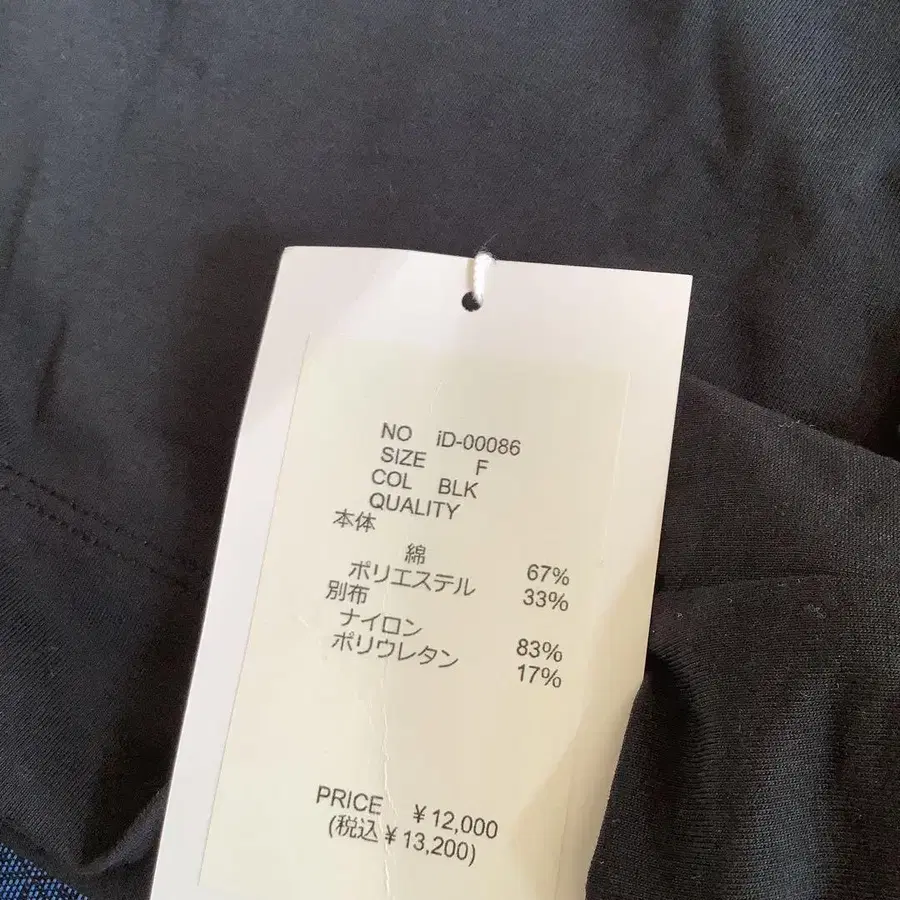 NO iD-00086
SIZE F
COL BLK
QUALITY
本体
綿 67%
ポリエステル 33%
別布
ナイロン 83%
ポリウレタン 17%
PRICE ¥12,000
(税込¥13,200)